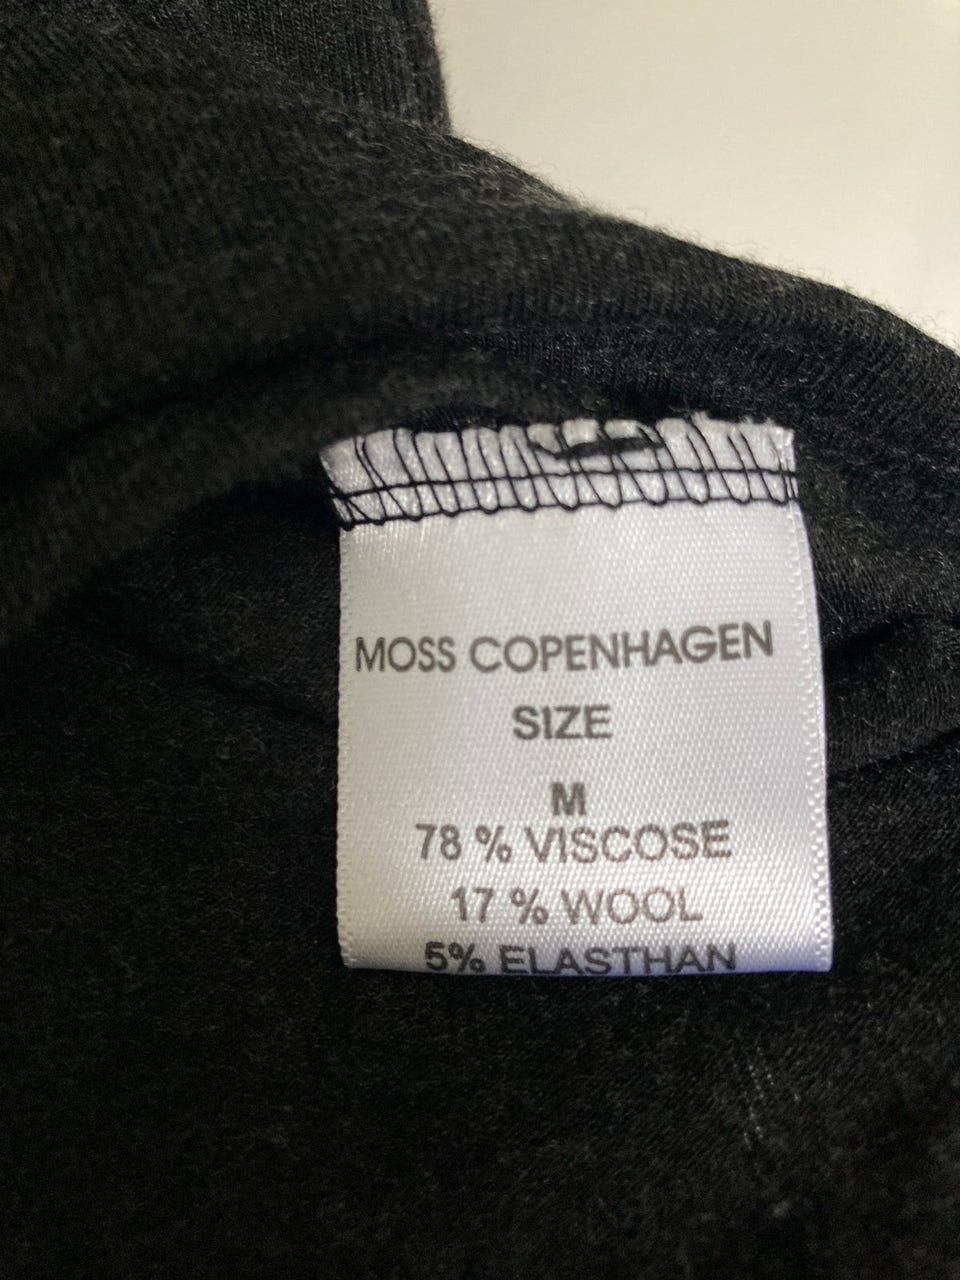 MOSS COPENHAGEN
SIZE
M
78 % VISCOSE
17 % WOOL
5% ELASTHAN